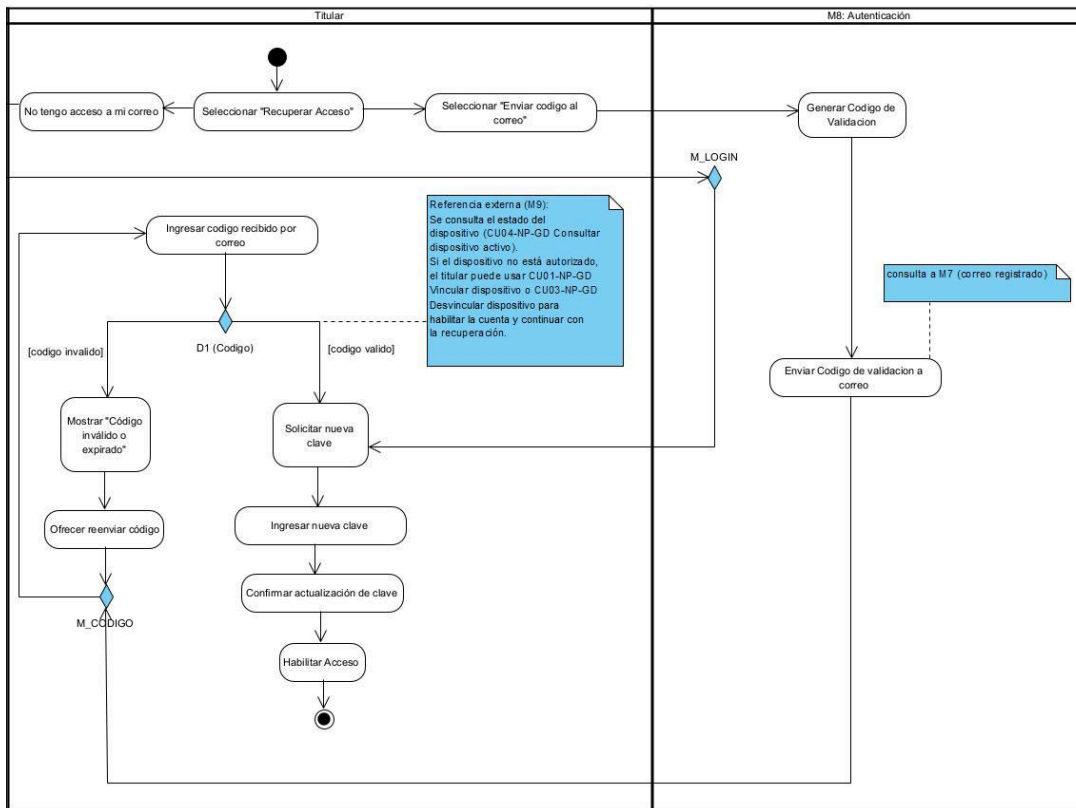 Titular
M8: Autenticación
No tengo acceso a mi correo
Seleccionar "Recuperar Acceso"
Seleccionar "Enviar codigo al
correo"
Generar Codigo de
Validacion
M_LOGIN
Referencia externa (M9):
Se consulta el estado del
dispositivo (CU04-NP-GD Consultar
dispositivo activo).
Si el dispositivo no está autorizado,
el titular puede usar CU01-NP-GD
Vincular dispositivo o CU03-NP-GD
Desvincular dispositivo para
habilitar la cuenta y continuar con
la recuperación.
Ingresar codigo recibido por
correo
consulta a M7 (correo registrado)
D1 (Codigo)
[codigo invalido]
[codigo valido]
Enviar Codigo de validacion a
correo
Mostrar "Código
inválido o
expirado"
Solicitar nueva
clave
Ofrecer reenviar código
Ingresar nueva clave
Confirmar actualización de clave
M_CODIGO
Habilitar Acceso